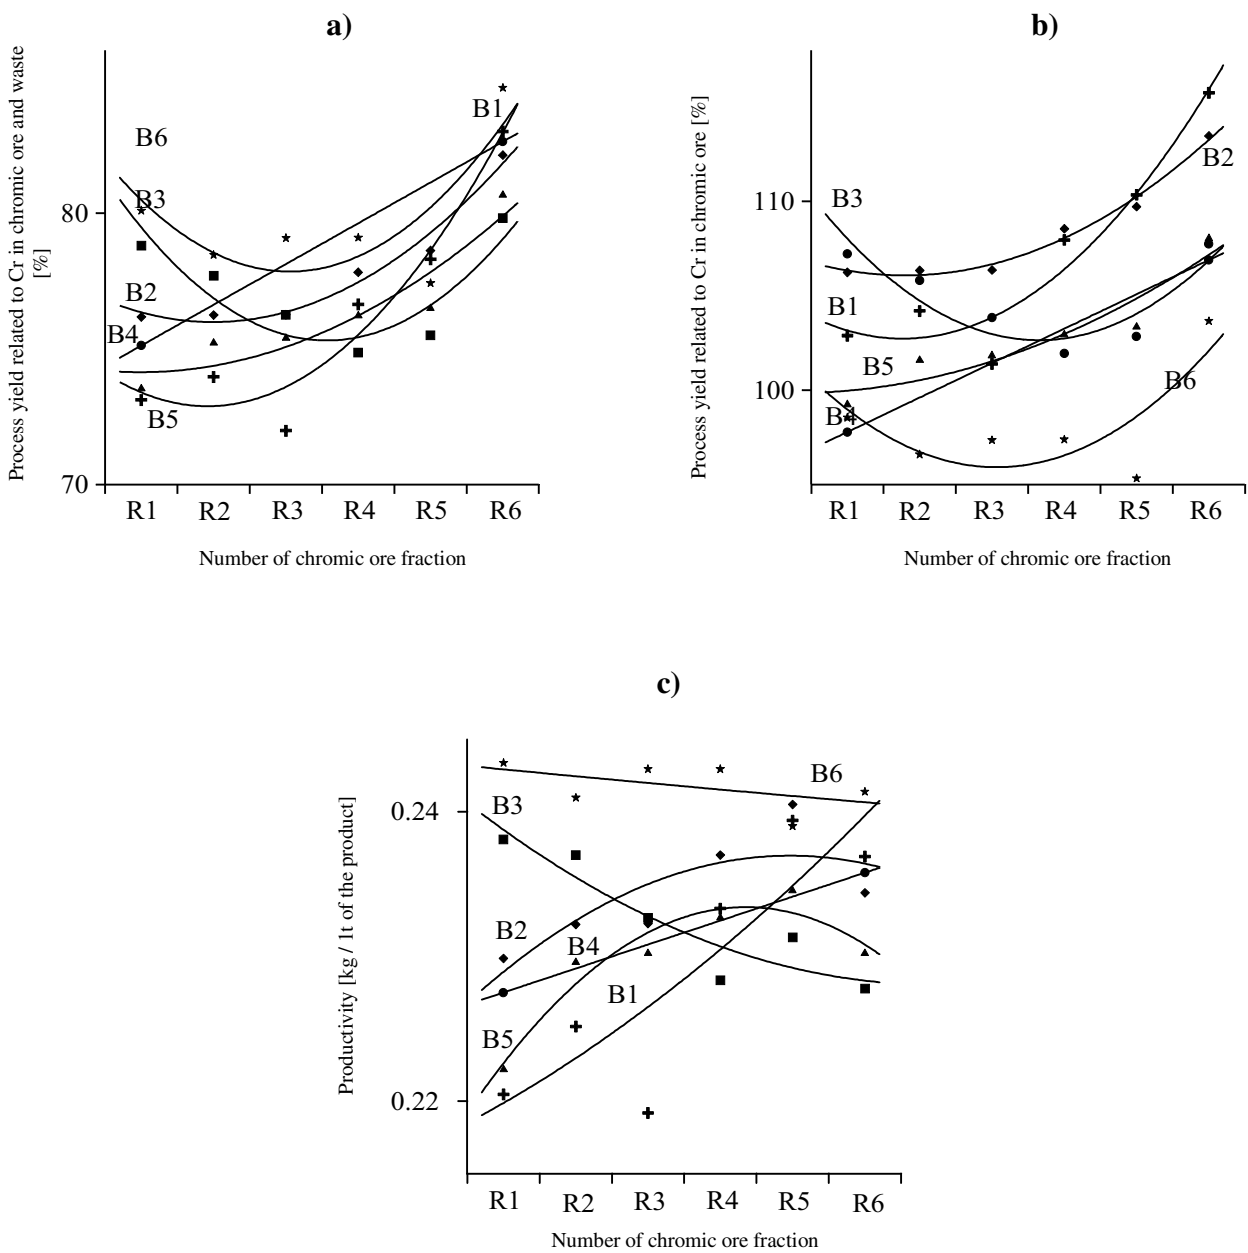 a)
Process yield related to Cr in chromic ore and waste
[%]
80
70
B6
B3
B2
B4
B5
B1
R1 R2 R3 R4 R5 R6
Number of chromic ore fraction
b)
Process yield related to Cr in chromic ore [%]
110
100
B3
B1
B5
B4
B2
B6
R1 R2 R3 R4 R5 R6
Number of chromic ore fraction
c)
Productivity [kg / 1t of the product]
0.24
0.22
B6
B3
B2
B4
B1
B5
R1 R2 R3 R4 R5 R6
Number of chromic ore fraction